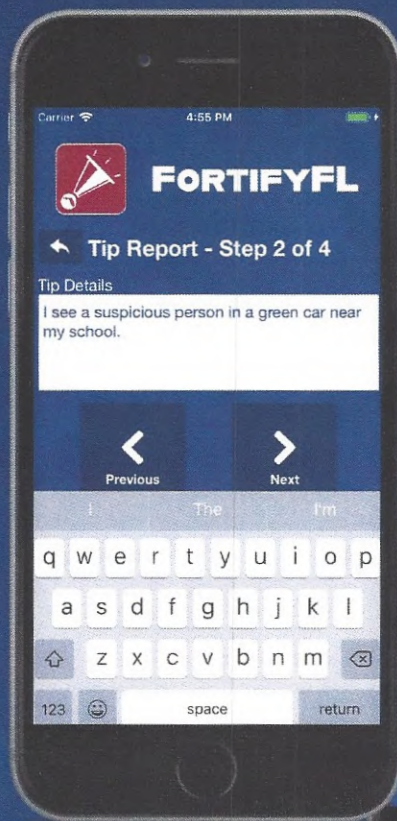 Carrier 4:55 PM
FORTIFYFL
Tip Report - Step 2 of 4
Tip Details
I see a suspicious person in a green car near
my school.
Previous Next
I The I'm
q w e r t y u i o p
a s d f g h j k l
z x c v b n m
123 space return